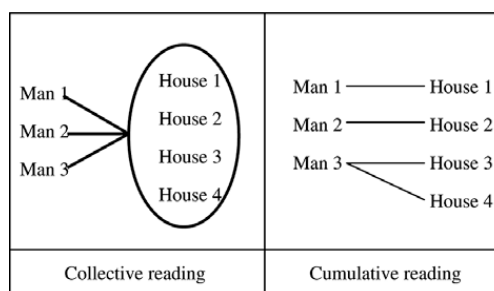 Man 1
Man 2
Man 3
House 1
House 2
House 3
House 4
Man 1
House 1
Man 2
House 2
Man 3
House 3
House 4
Collective reading
Cumulative reading